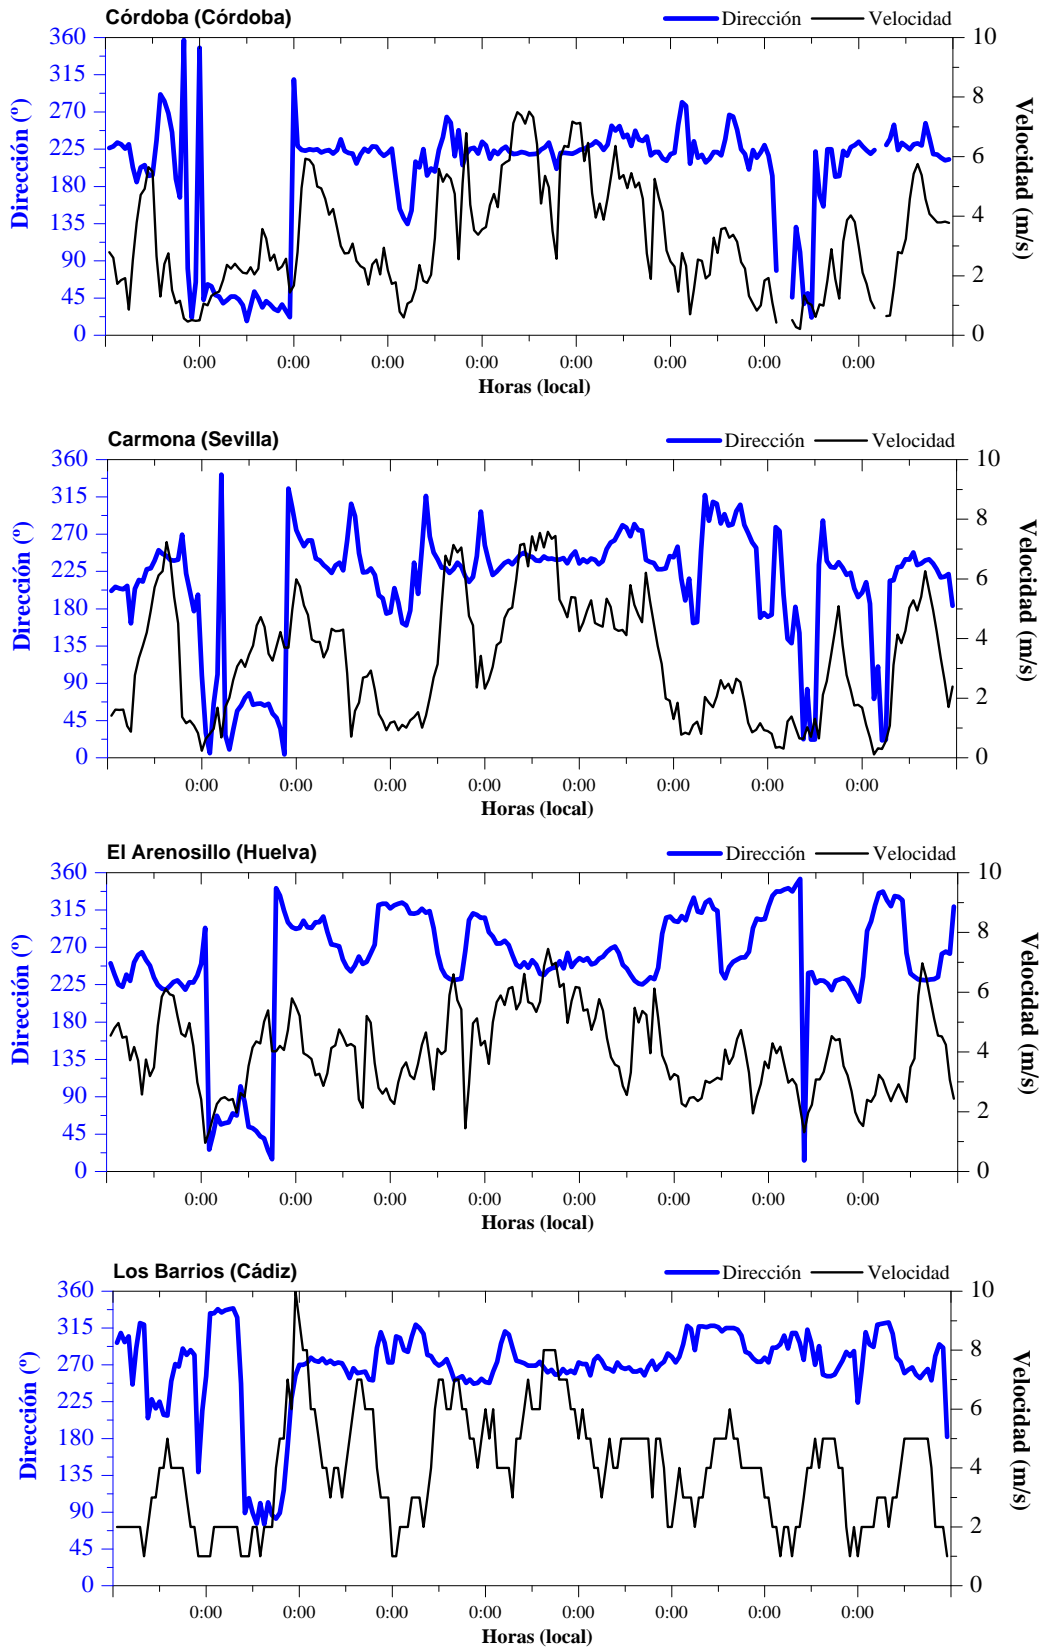 Córdoba (Córdoba)
Dirección
Velocidad
360
315
270
225
180
135
90
45
0
Dirección (º)
10
8
6
4
2
0
Velocidad (m/s)
0:00 0:00 0:00 0:00 0:00 0:00 0:00 0:00
Horas (local)
Carmona (Sevilla)
Dirección
Velocidad
360
315
270
225
180
135
90
45
0
Dirección (º)
10
8
6
4
2
0
Velocidad (m/s)
0:00 0:00 0:00 0:00 0:00 0:00 0:00 0:00
Horas (local)
El Arenosillo (Huelva)
Dirección
Velocidad
360
315
270
225
180
135
90
45
0
Dirección (º)
10
8
6
4
2
0
Velocidad (m/s)
0:00 0:00 0:00 0:00 0:00 0:00 0:00 0:00
Horas (local)
Los Barrios (Cádiz)
Dirección
Velocidad
360
315
270
225
180
135
90
45
0
Dirección (º)
10
8
6
4
2
0
Velocidad (m/s)
0:00 0:00 0:00 0:00 0:00 0:00 0:00 0:00
Horas (local)